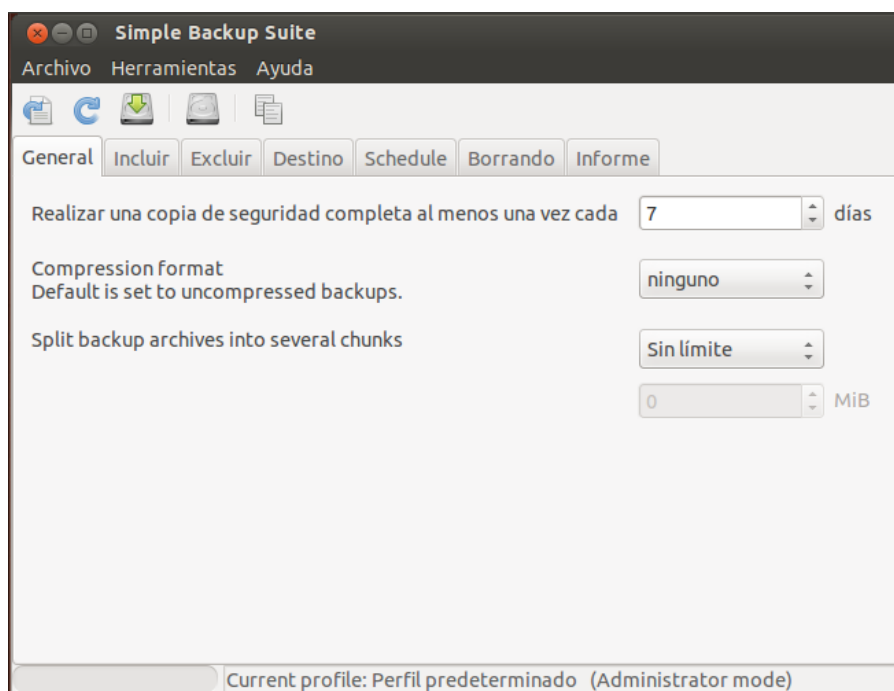 Simple Backup Suite
Archivo Herramientas Ayuda
General Incluir Excluir Destino Schedule Borrando Informe
Realizar una copia de seguridad completa al menos una vez cada 7 días
Compression format
Default is set to uncompressed backups.
ninguno
Split backup archives into several chunks
Sin límite
0 MiB
Current profile: Perfil predeterminado (Administrator mode)